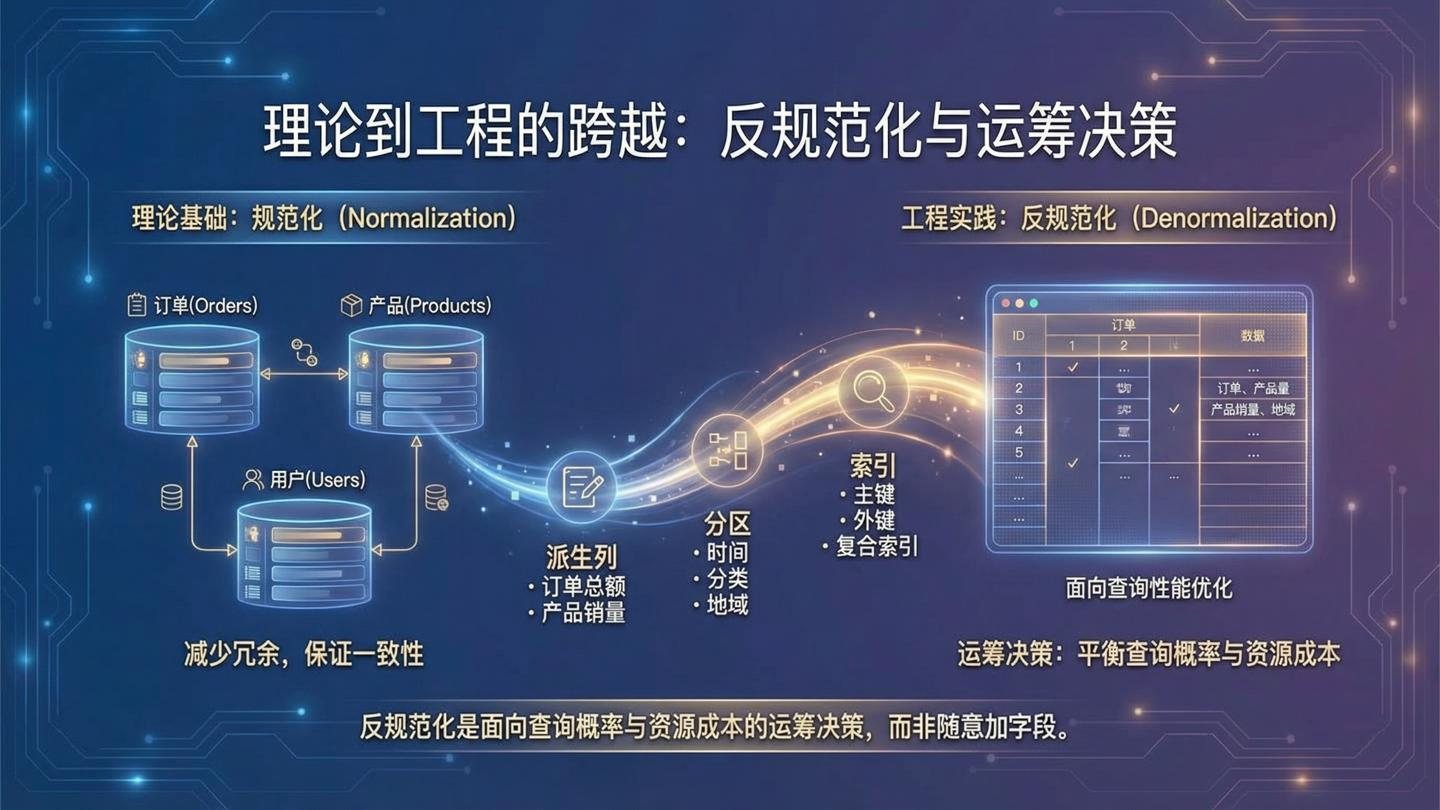 理论到工程的跨越：反规范化与运筹决策
理论基础：规范化（Normalization）
工程实践：反规范化（Denormalization）
订单(Orders)
产品(Products)
用户(Users)
减少冗余，保证一致性
派生列
·订单总额
·产品销量
分区
·时间
·分类
·地域
索引
·主键
·外键
·复合索引
ID 订单 数据
1 2
1 ✓ ... ...
2 订单、产品量
3 ✓ 产品销量、地域
4 ...
5 ✓ ... ...
... ... ...
...
...
面向查询性能优化
运筹决策：平衡查询概率与资源成本
反规范化是面向查询概率与资源成本的运筹决策，而非随意加字段。